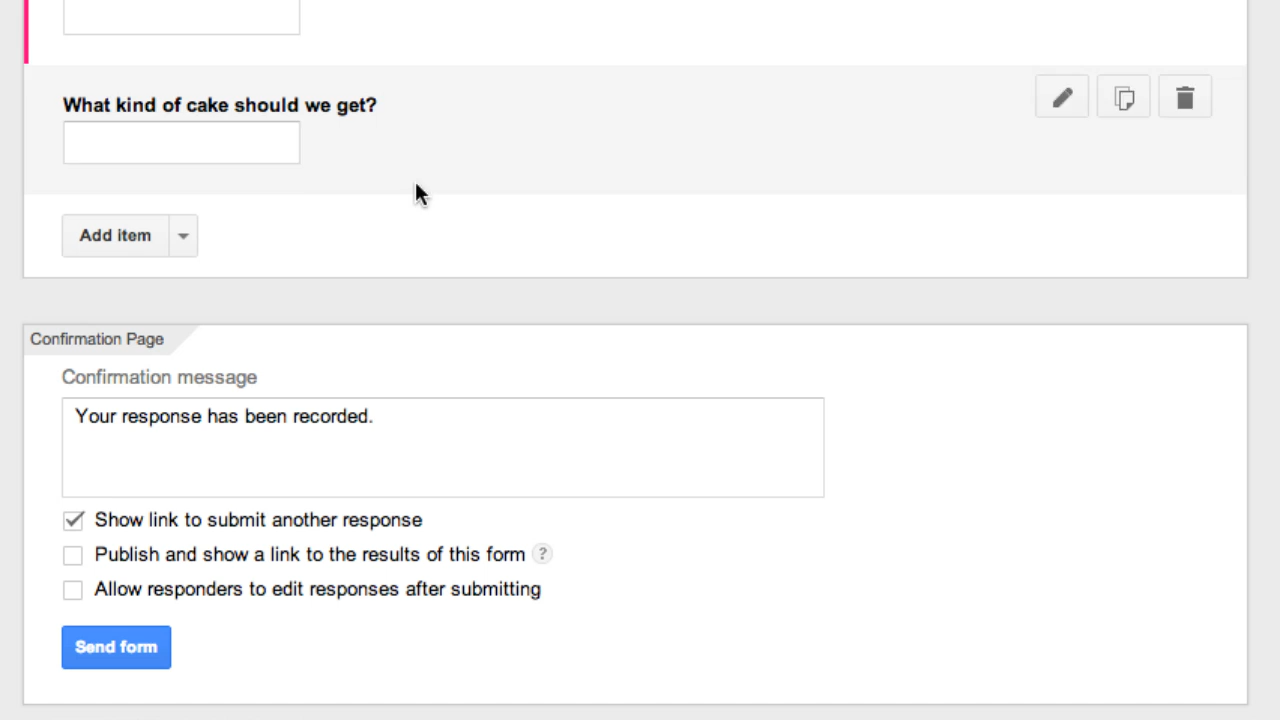 What kind of cake should we get?
Add item
Confirmation Page
Confirmation message
Your response has been recorded.
Show link to submit another response
Publish and show a link to the results of this form ?
Allow responders to edit responses after submitting
Send form